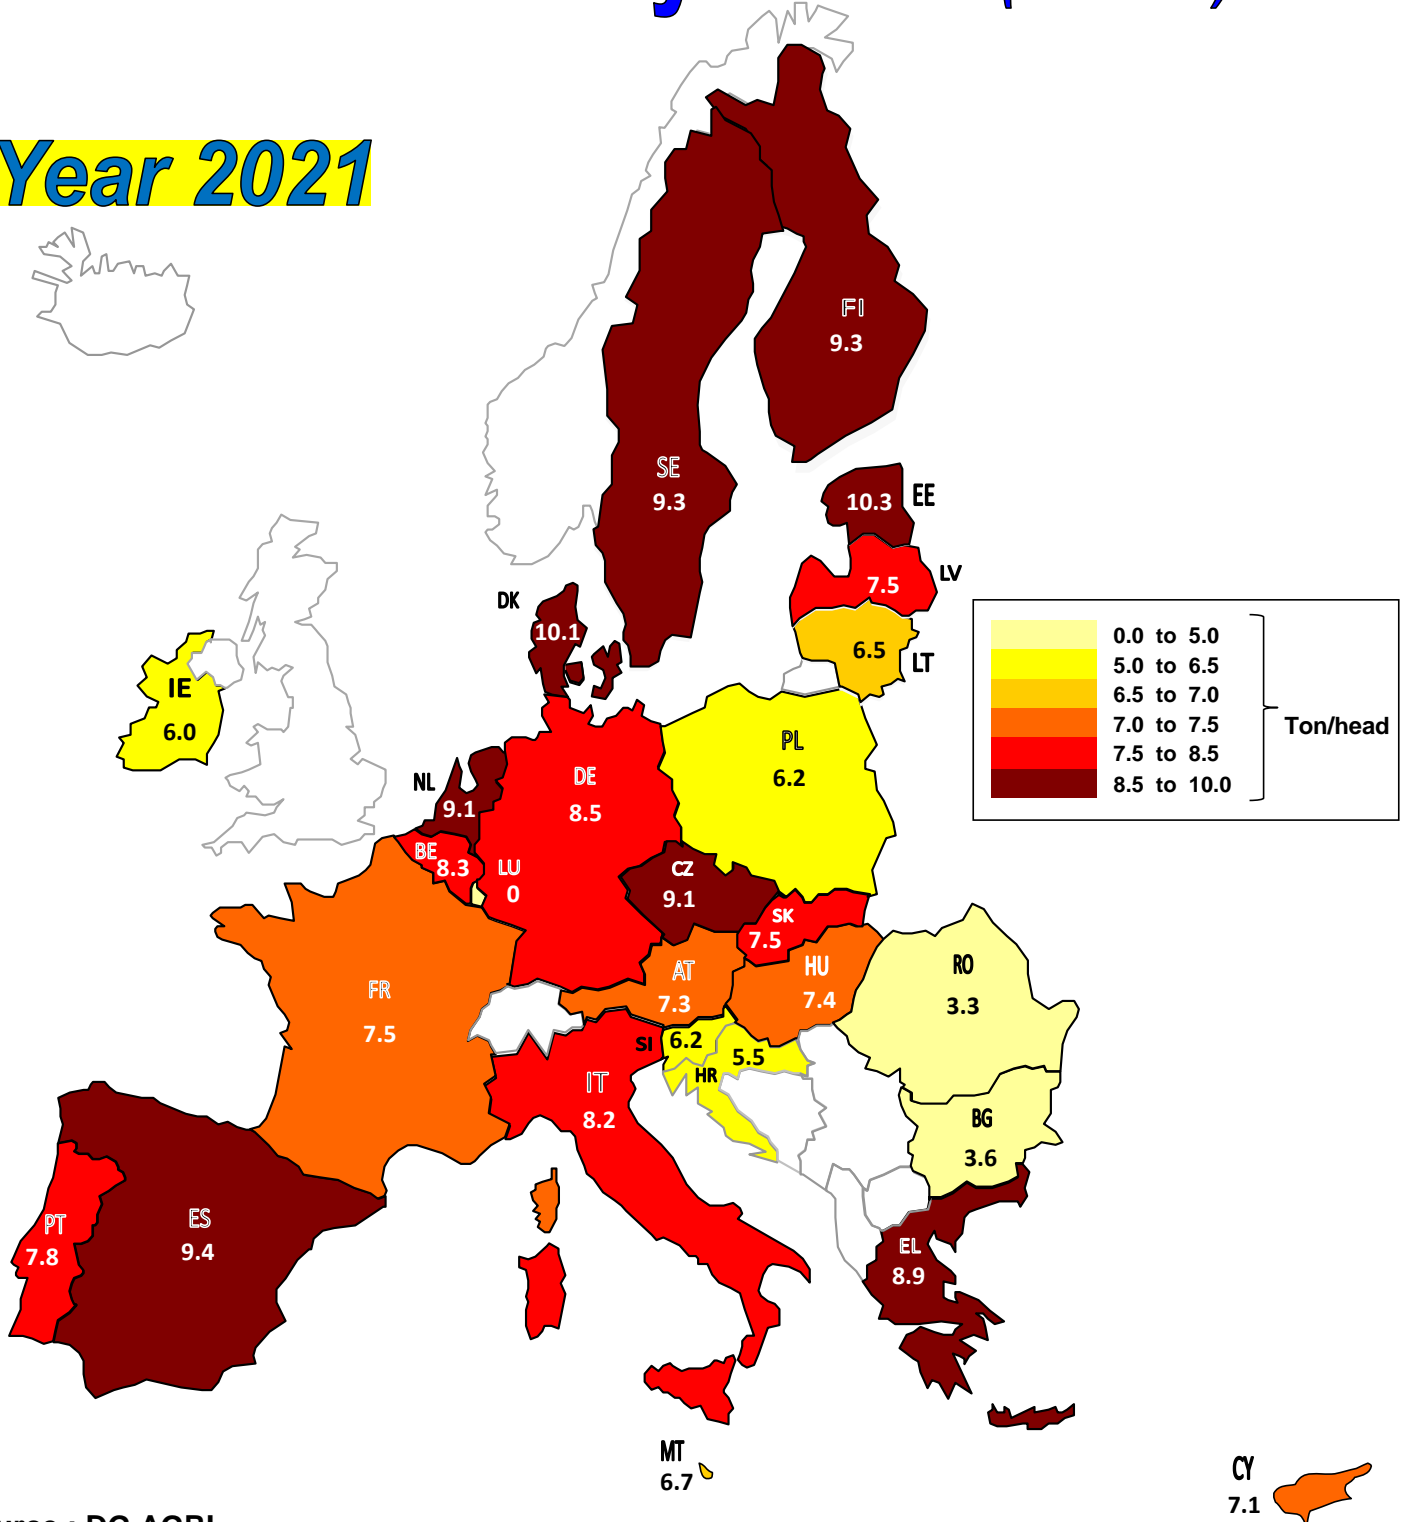 Year 2021
FI
9.3
SE
9.3
10.3 EE
7.5 LV
DK
10.1
6.5 LT
0.0 to 5.0
5.0 to 6.5
6.5 to 7.0
7.0 to 7.5
7.5 to 8.5
8.5 to 10.0
Ton/head
IE
6.0
PL
6.2
NL
9.1
DE
8.5
BE
8.3
LU
0
CZ
9.1
SK
7.5
AT
7.3
HU
7.4
RO
3.3
FR
7.5
SI 6.2
5.5
HR
IT
8.2
BG
3.6
PT
7.8
ES
9.4
EL
8.9
MT
6.7
CY
7.1